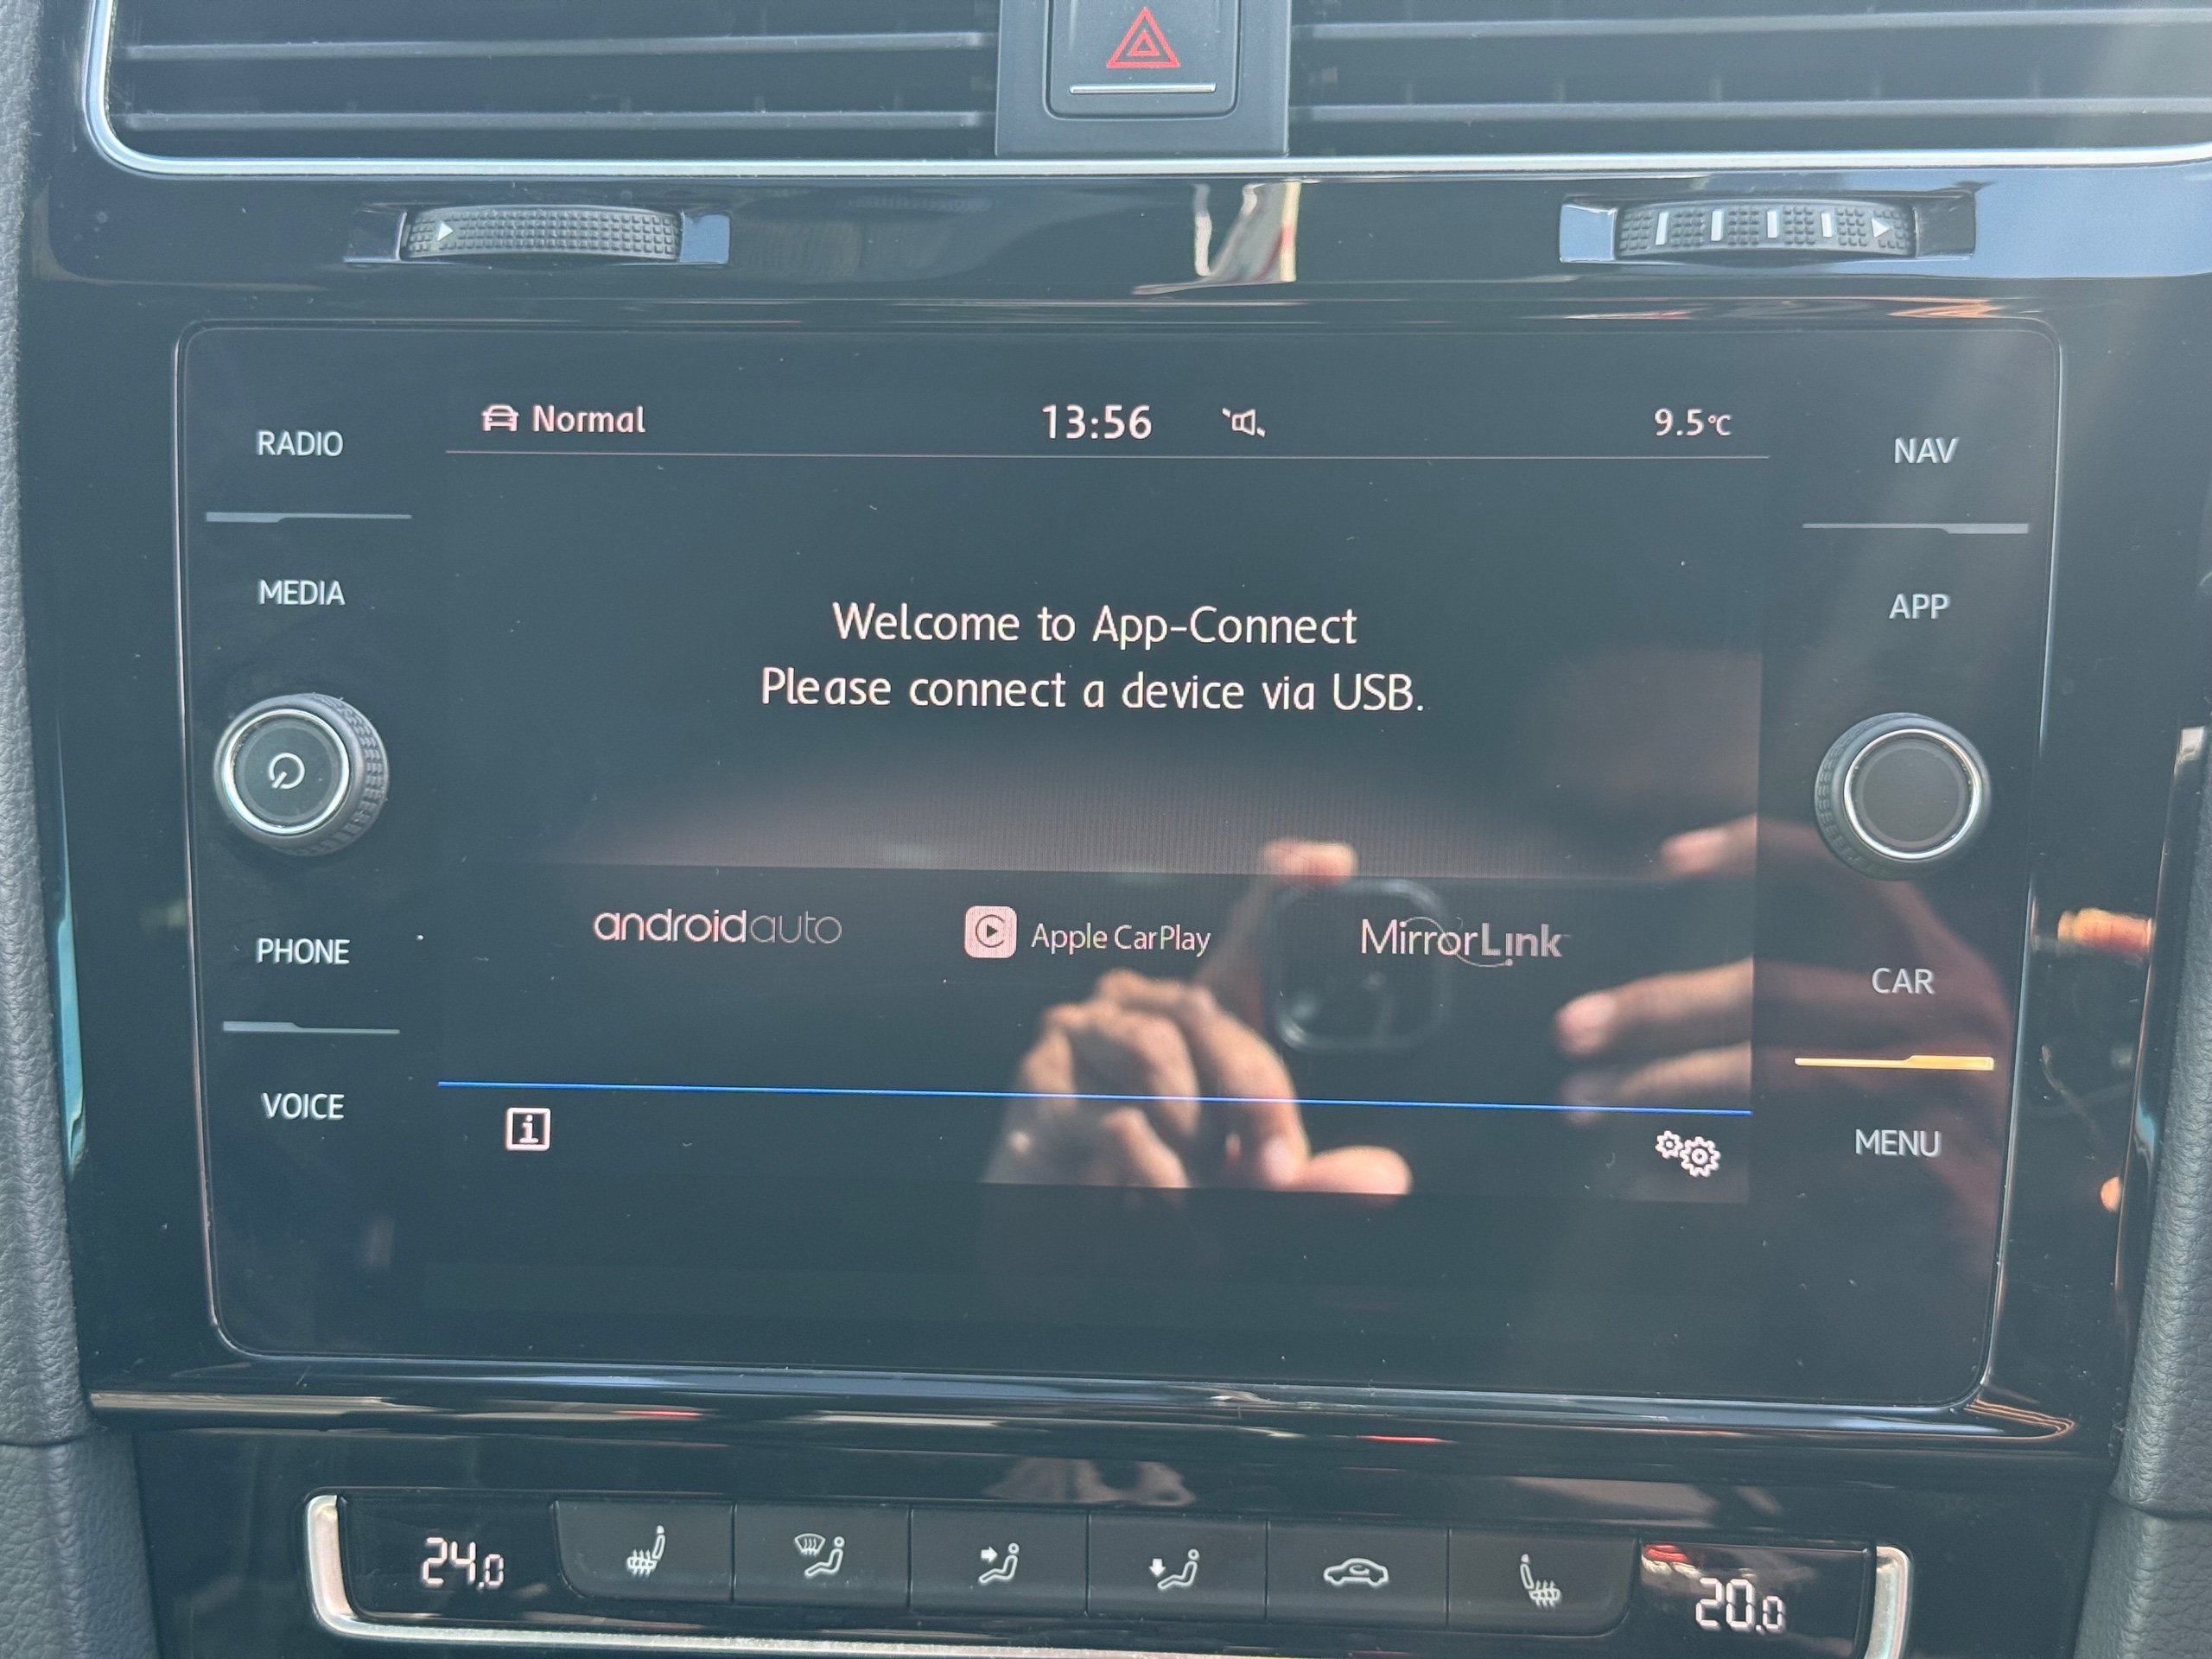 Normal
13:56
9.5°C
RADIO
NAV
MEDIA
APP
Welcome to App-Connect
Please connect a device via USB.
androidauto
Apple CarPlay
MirrorLink
PHONE
CAR
VOICE
MENU
24.0
20.0